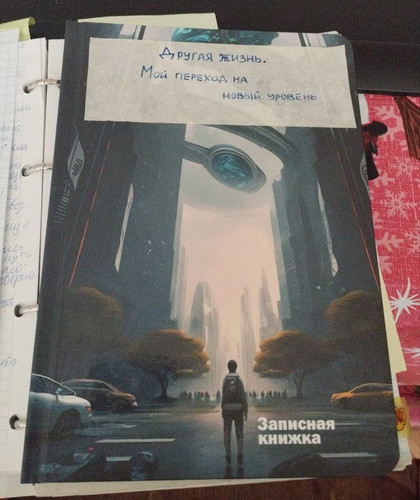 Другая жизнь.
Мой переход на
новый уровень
Записная
книжка